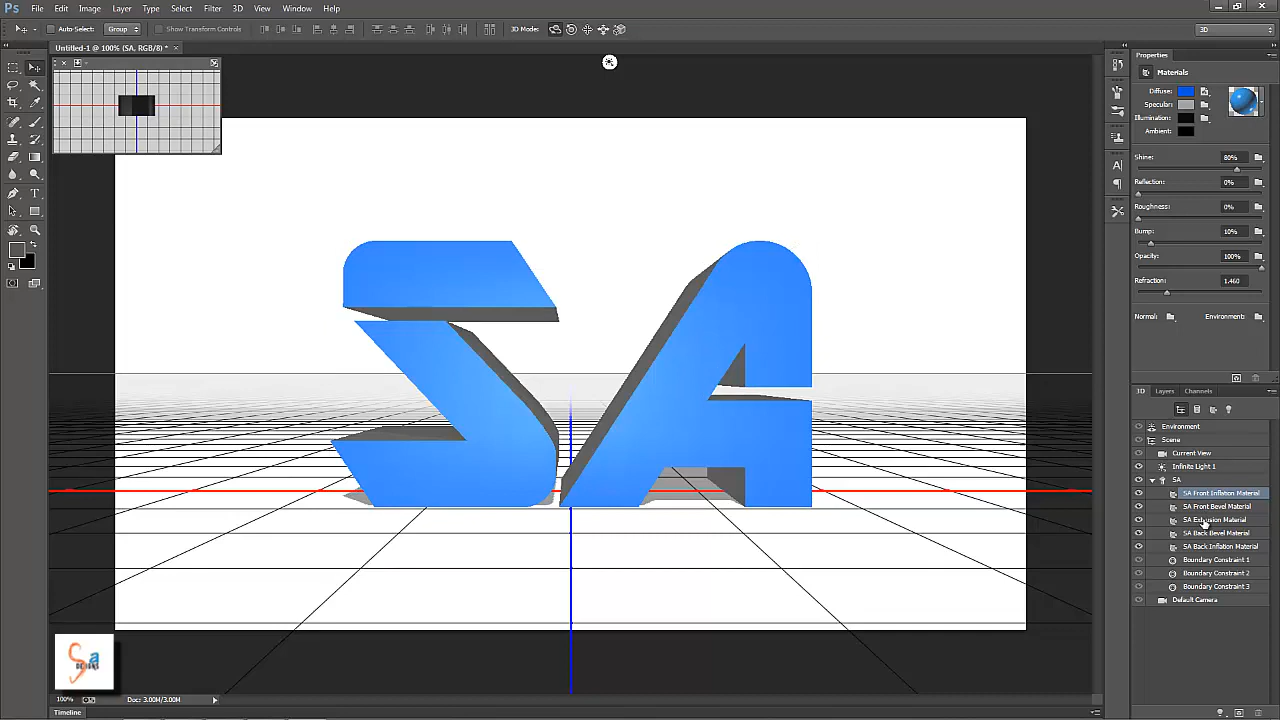 Ps File Edit Image Layer Type Select Filter 3D View Window Help
Auto-Select: Group Show Transform Controls 3D Modes: 3D
Untitled-1 @ 100% (SA, RGB/8) *
Properties
Materials
Diffuse:
Specular:
Illumination:
Ambient:
Shine: 80%
Reflection: 0%
Roughness: 0%
Bump: 10%
Opacity: 100%
Refraction: 1.460
Normal: Environment:
SA
3D Layers Channels
Environment
Scene
Current View
Infinite Light 1
SA
SA Front Inflation Material
SA Front Bevel Material
SA Extrusion Material
SA Back Bevel Material
SA Back Inflation Material
Boundary Constraint 1
Boundary Constraint 2
Boundary Constraint 3
Default Camera
Sa
100% Doc: 3.00M/3.00M
Timeline